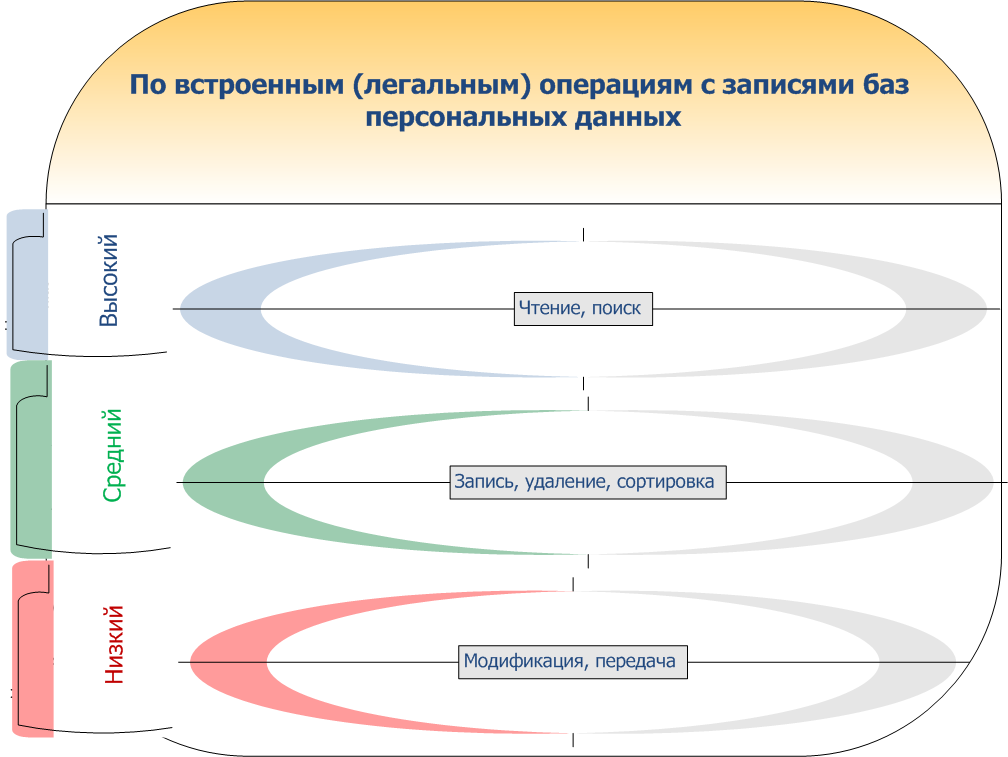 По встроенным (легальным) операциям с записями баз
персональных данных
Высокий
Чтение, поиск
Средний
Запись, удаление, сортировка
Низкий
Модификация, передача